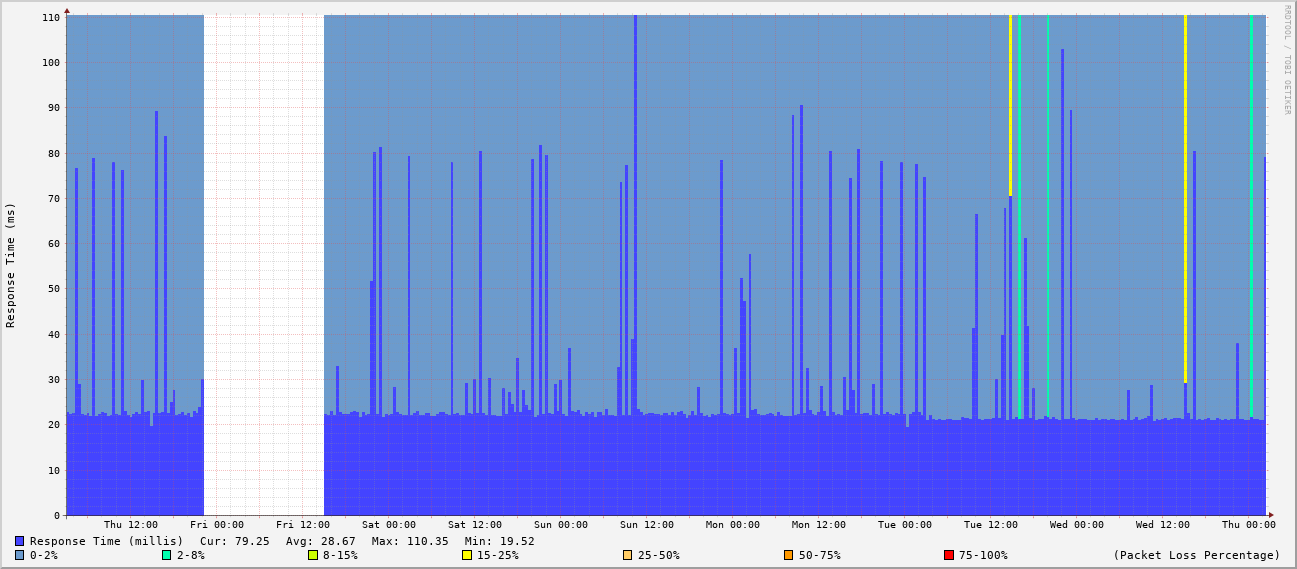 RRDTOOL / TOBI OETIKER
Response Time (ms)
110
100
90
80
70
60
50
40
30
20
10
0
Thu 12:00 Fri 00:00 Fri 12:00 Sat 00:00 Sat 12:00 Sun 00:00 Sun 12:00 Mon 00:00 Mon 12:00 Tue 00:00 Tue 12:00 Wed 00:00 Wed 12:00 Thu 00:00
Response Time (millis) Cur: 79.25 Avg: 28.67 Max: 110.35 Min: 19.52
0-2% 2-8% 8-15% 15-25% 25-50% 50-75% 75-100% (Packet Loss Percentage)